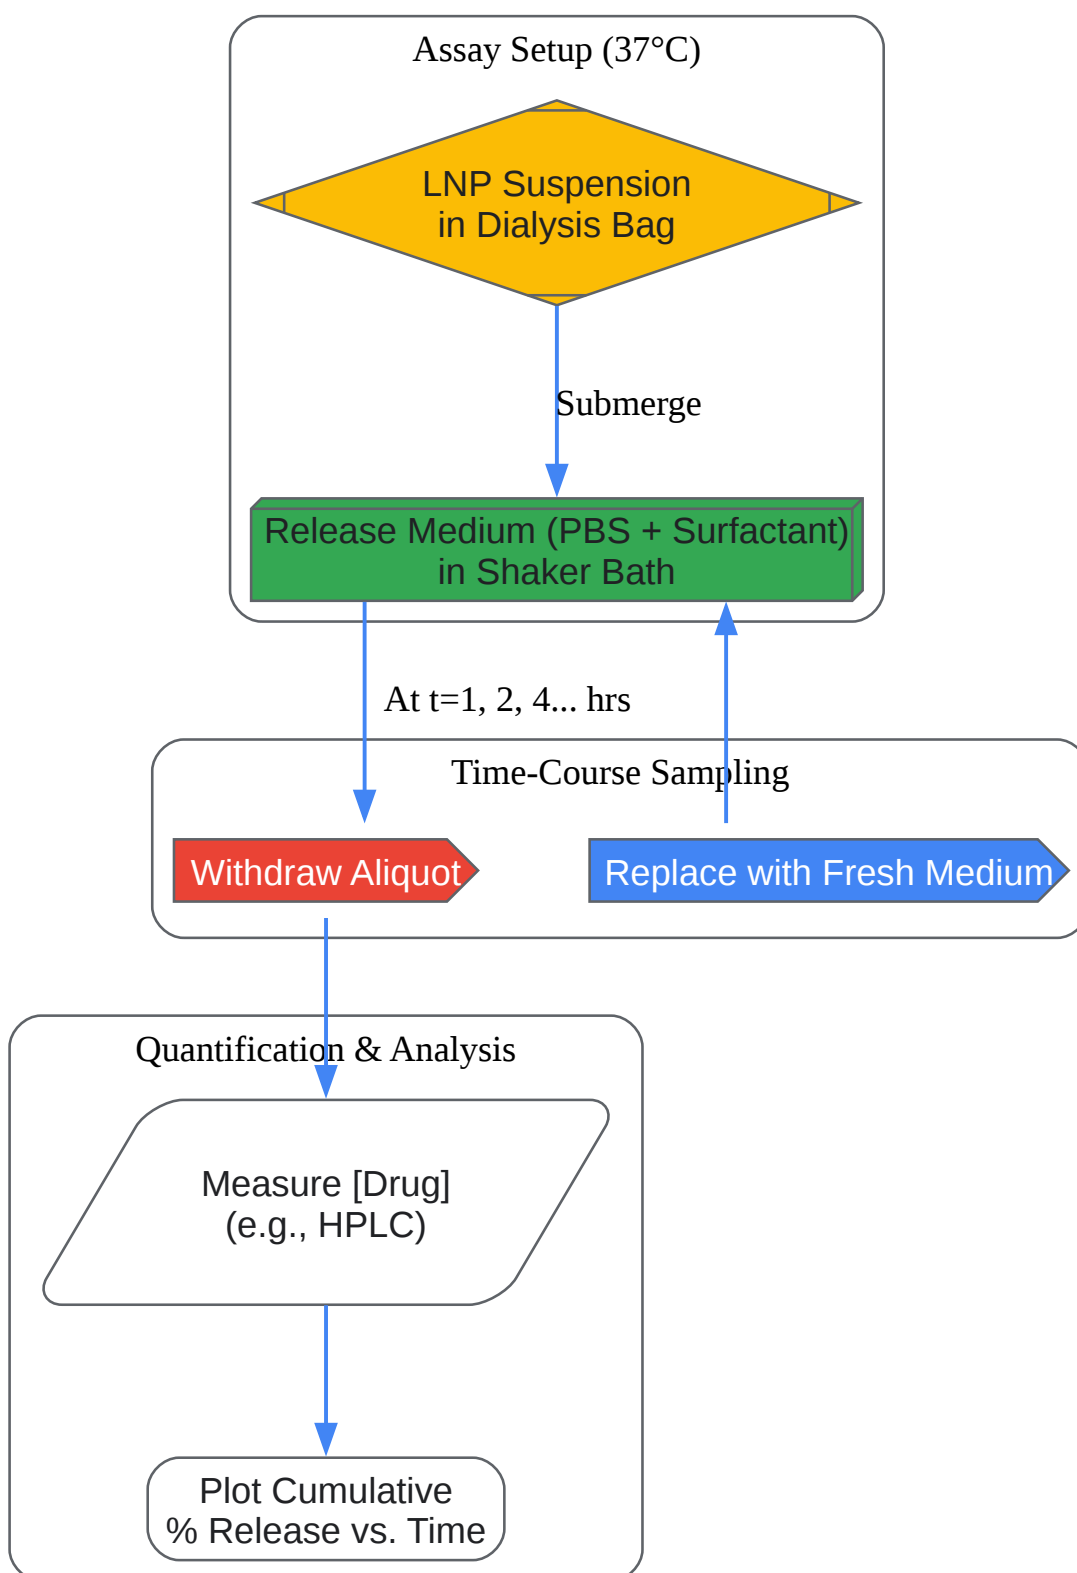 Assay Setup (37°C)
LNP Suspension
in Dialysis Bag
Submerge
Release Medium (PBS + Surfactant)
in Shaker Bath
At t=1, 2, 4... hrs
Time-Course Sampling
Withdraw Aliquot
Replace with Fresh Medium
Quantification & Analysis
Measure [Drug]
(e.g., HPLC)
Plot Cumulative
% Release vs. Time